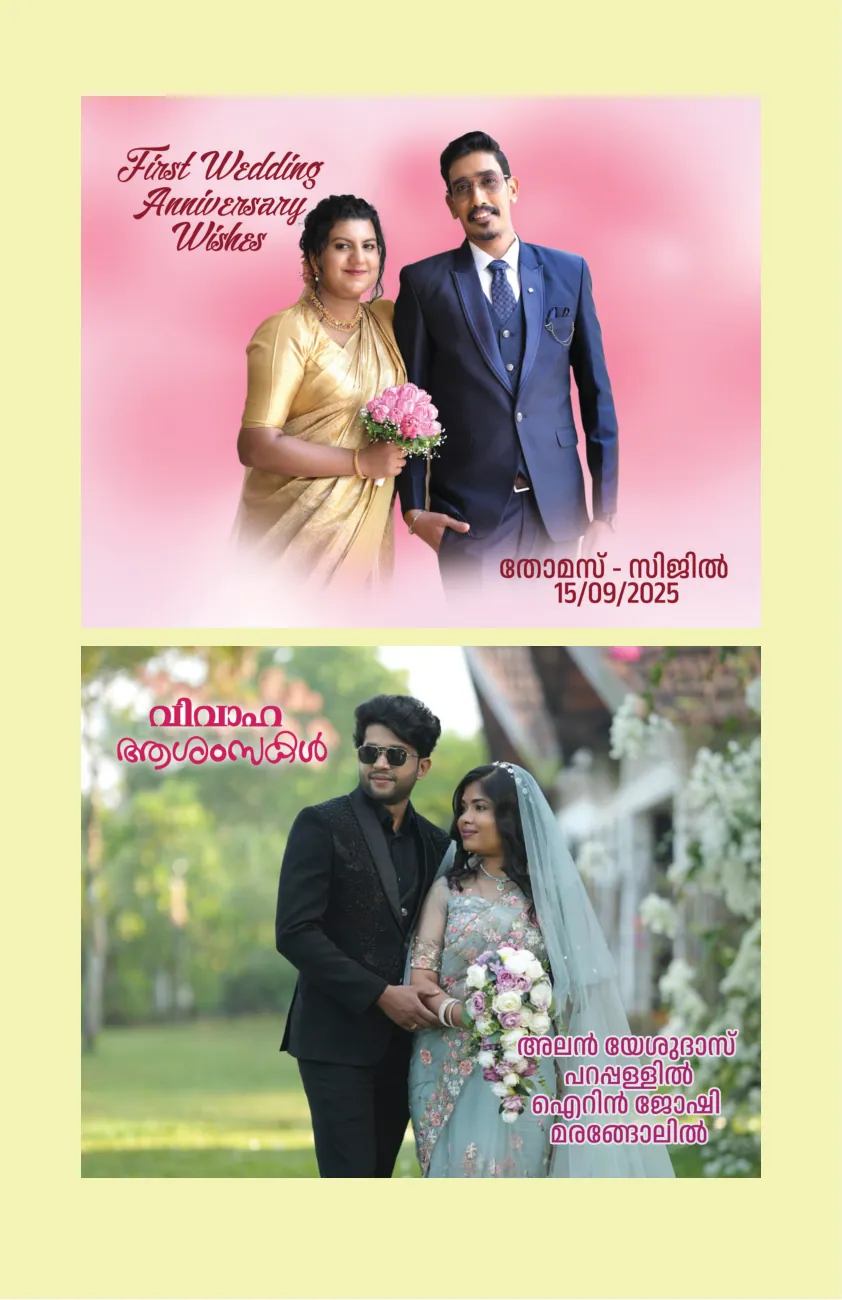 First Wedding
Anniversary
Wishes
തോമസ് - സിജിൽ
15/09/2025
വിവാഹ
ആശംസകൾ
അലൻ യേശുദാസ്
പറപ്പള്ളിൽ
ഐറിൻ ജോഷി
മരങ്ങോലിൽ